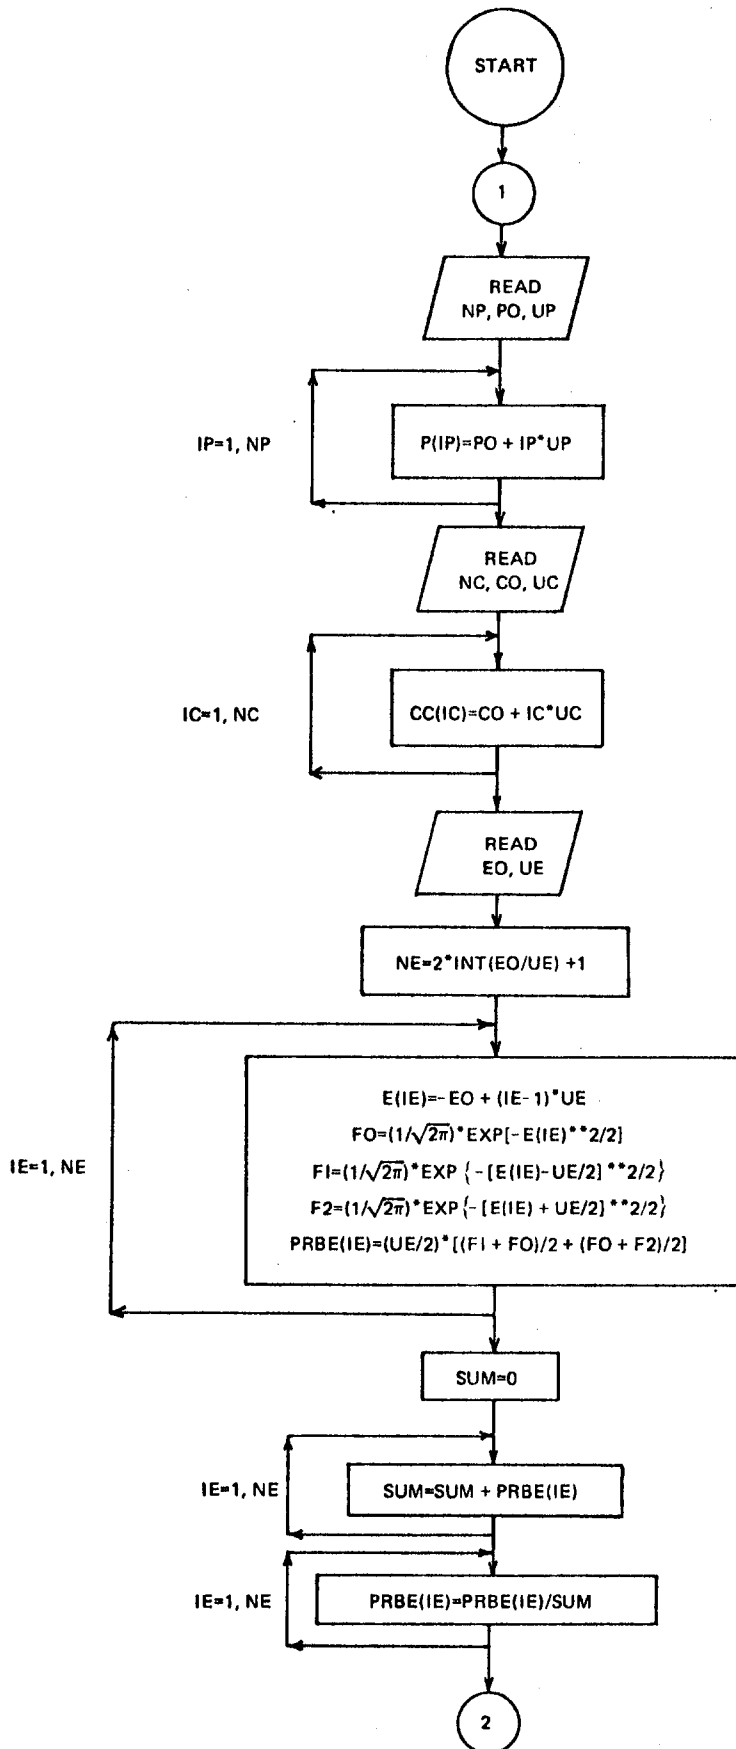 START
1
READ
NP, PO, UP
IP=1, NP
P(IP)=PO + IP*UP
READ
NC, CO, UC
IC=1, NC
CC(IC)=CO + IC*UC
READ
EO, UE
NE=2*INT(EO/UE) +1
IE=1, NE
E(IE)=-EO + (IE-1)*UE
FO=(1/√2π)*EXP[-E(IE)**2/2]
FI=(1/√2π)*EXP {-[E(IE)-UE/2]**2/2}
F2=(1/√2π)*EXP{-[E(IE) + UE/2]**2/2}
PRBE(IE)=(UE/2)*[(FI + FO)/2 + (FO + F2)/2]
SUM=0
IE=1, NE
SUM=SUM + PRBE(IE)
IE=1, NE
PRBE(IE)=PRBE(IE)/SUM
2